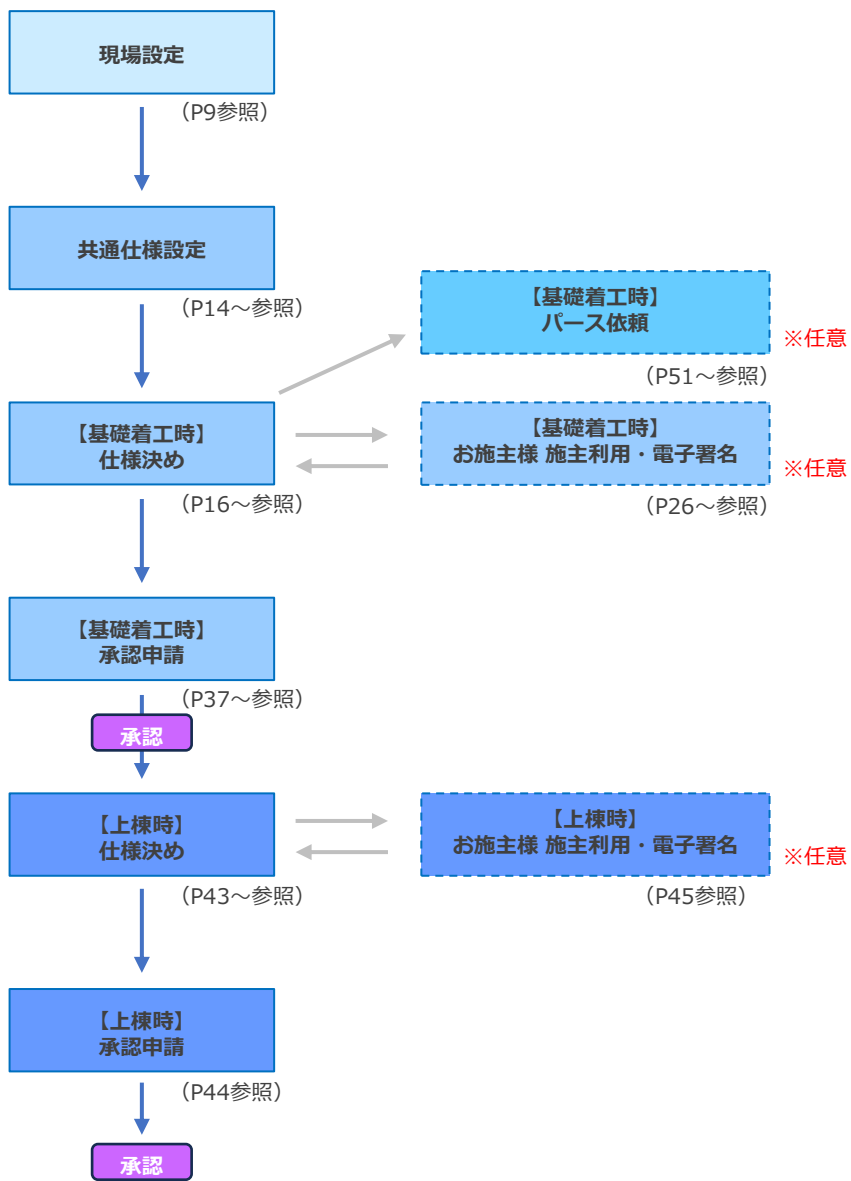 現場設定
（P9参照）
共通仕様設定
（P14～参照）
【基礎着工時】
パース依頼
※任意
（P51～参照）
【基礎着工時】
仕様決め
（P16～参照）
【基礎着工時】
お施主様 施主利用・電子署名
※任意
（P26～参照）
【基礎着工時】
承認申請
（P37～参照）
承認
【上棟時】
仕様決め
（P43～参照）
【上棟時】
お施主様 施主利用・電子署名
※任意
（P45参照）
【上棟時】
承認申請
（P44参照）
承認